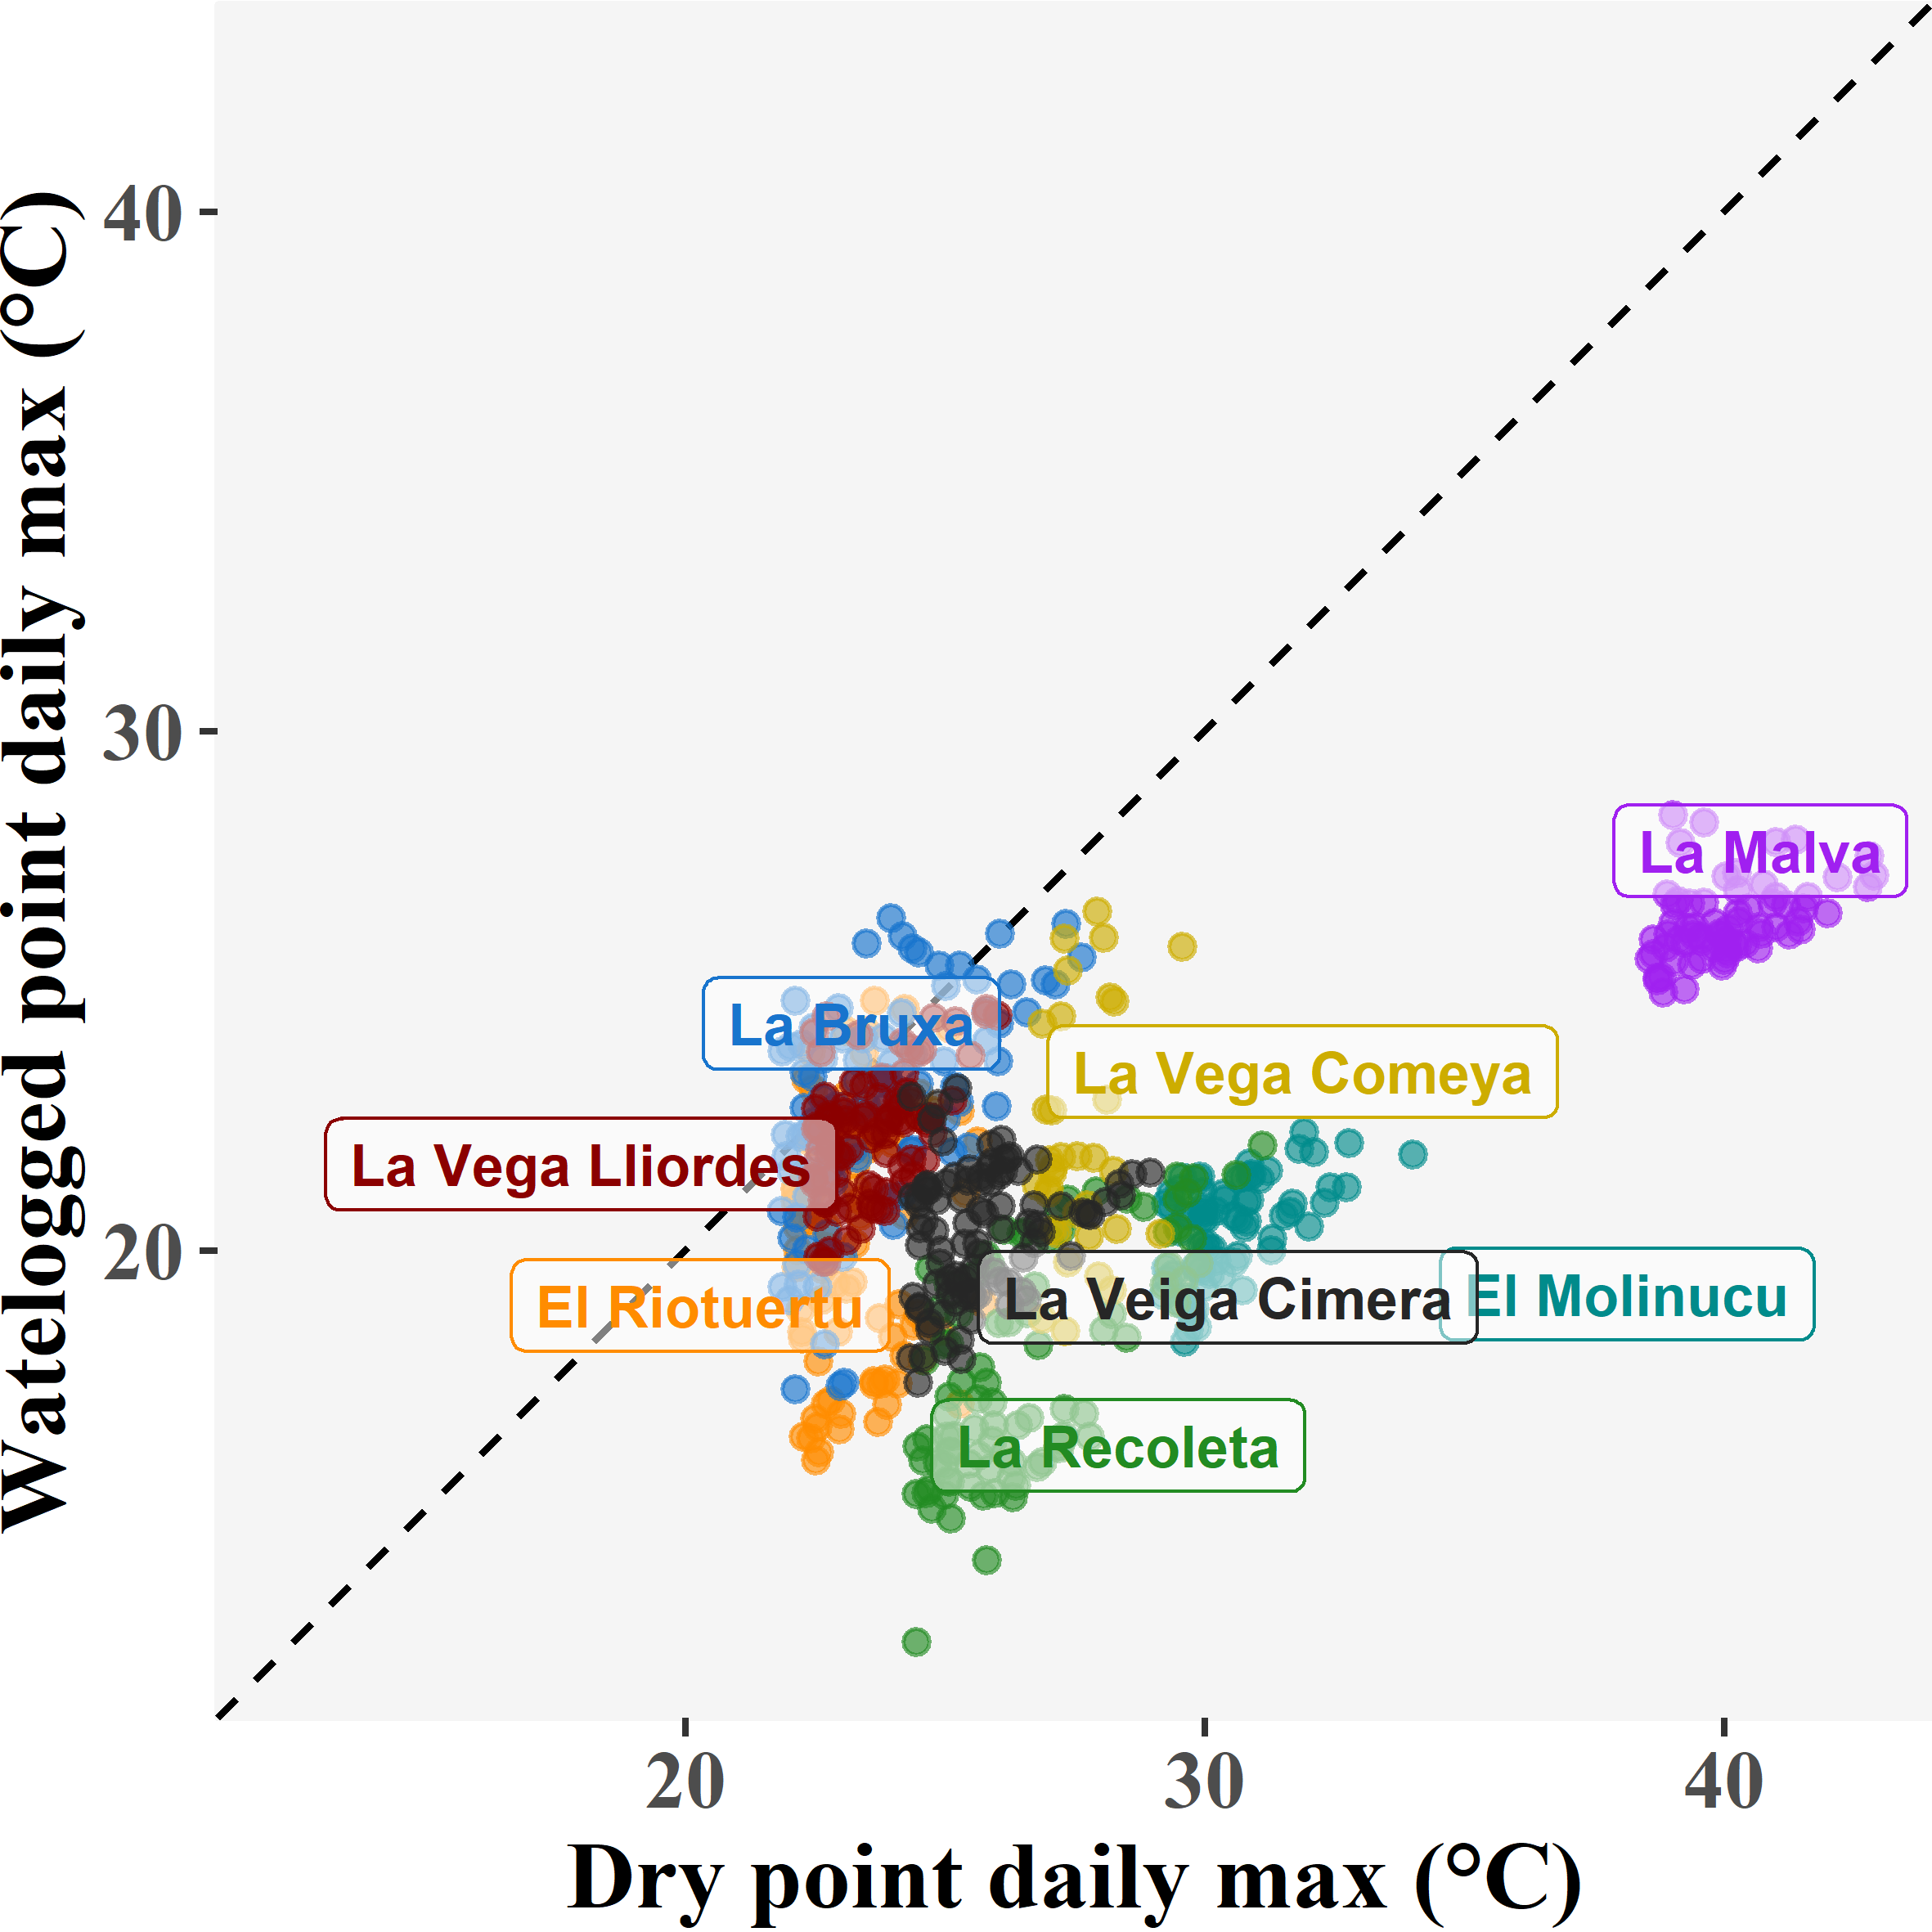 Watelogged point daily max (°C)
40
30
20
La Malva
La Bruxa
La Vega Comeya
La Vega Lliordes
El Riotuertu
La Veiga Cimera
El Molinucu
La Recoleta
20
30
40
Dry point daily max (°C)